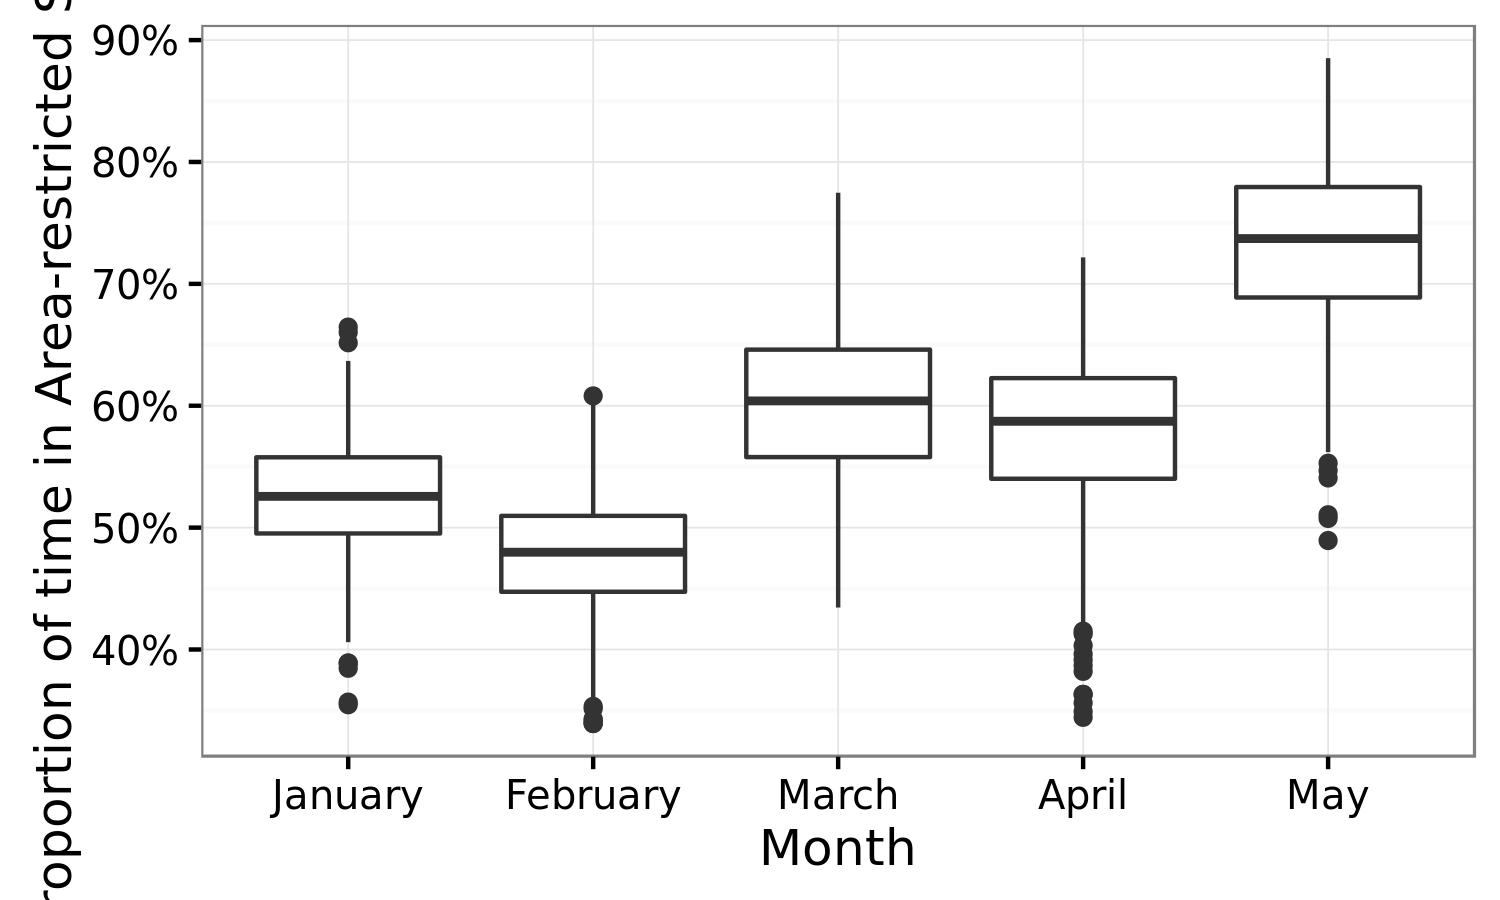 roportion of time in Area-restricted
90%
80%
70%
60%
50%
40%
January February March April May
Month